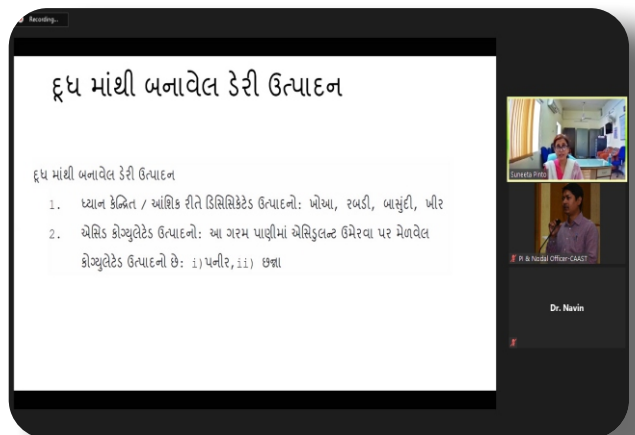 Recording...
દૂધ માંથી બનાવેલ ડેરી ઉત્પાદન
દૂધ માંથી બનાવેલ ડેરી ઉત્પાદન
1. ધ્યાન કેન્દ્રિત / આંશિક રીતે ડિસિસિકેટેડ ઉત્પાદનો: ખોઆ, રબડી, બાસુંદી, ખીર
2. એસિડ કોગ્યુલેટેડ ઉત્પાદનો: આ ગરમ પાણીમાં એસિડુલન્ટ ઉમેરવા પર મેળવેલ
કોગ્યુલેટેડ ઉત્પાદનો છે: i)પનીર,ii) છન્ના
Suneeta Pinto
PI & Nodal Officer-CAAST
Dr. Navin